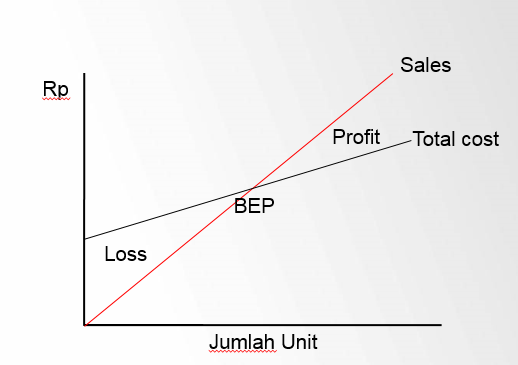 Sales
Rp
Profit
Total cost
BEP
Loss
Jumlah Unit